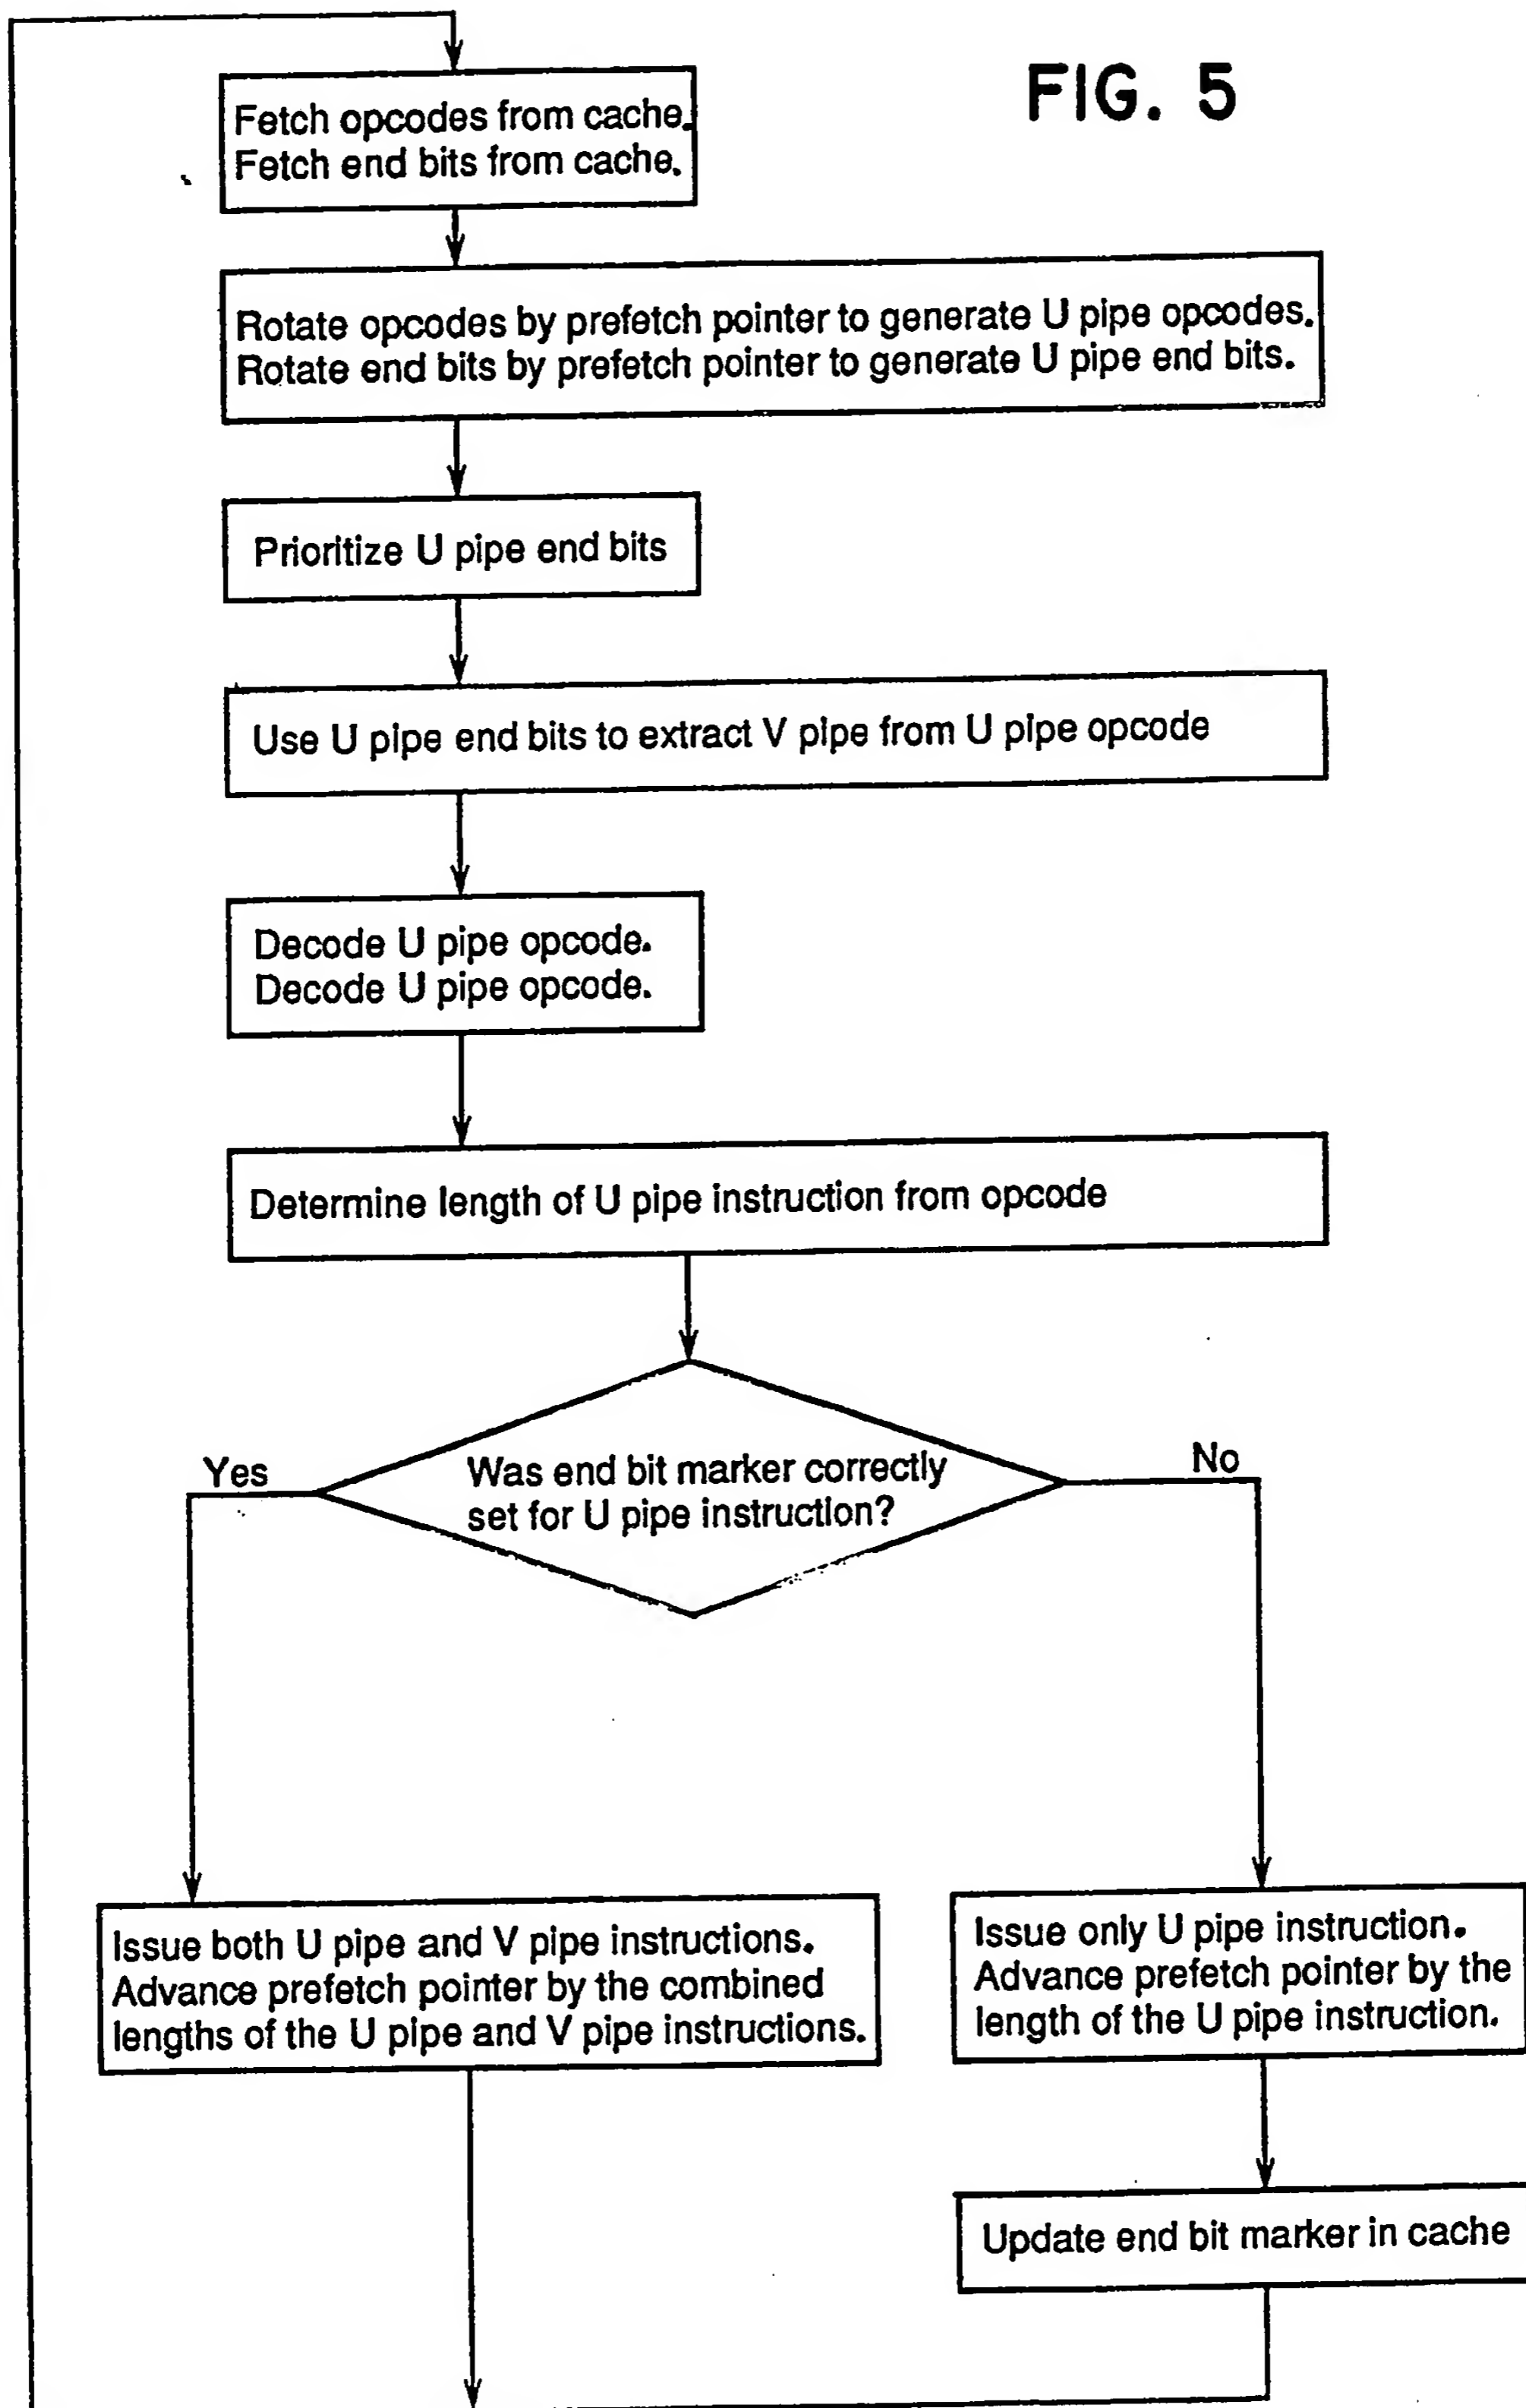 FIG. 5
Fetch opcodes from cache.
Fetch end bits from cache.
Rotate opcodes by prefetch pointer to generate U pipe opcodes.
Rotate end bits by prefetch pointer to generate U pipe end bits.
Prioritize U pipe end bits
Use U pipe end bits to extract V pipe from U pipe opcode
Decode U pipe opcode.
Decode U pipe opcode.
Determine length of U pipe instruction from opcode
Was end bit marker correctly
set for U pipe instruction?
Yes
No
Issue both U pipe and V pipe instructions.
Advance prefetch pointer by the combined
lengths of the U pipe and V pipe instructions.
Issue only U pipe instruction.
Advance prefetch pointer by the
length of the U pipe instruction.
Update end bit marker in cache